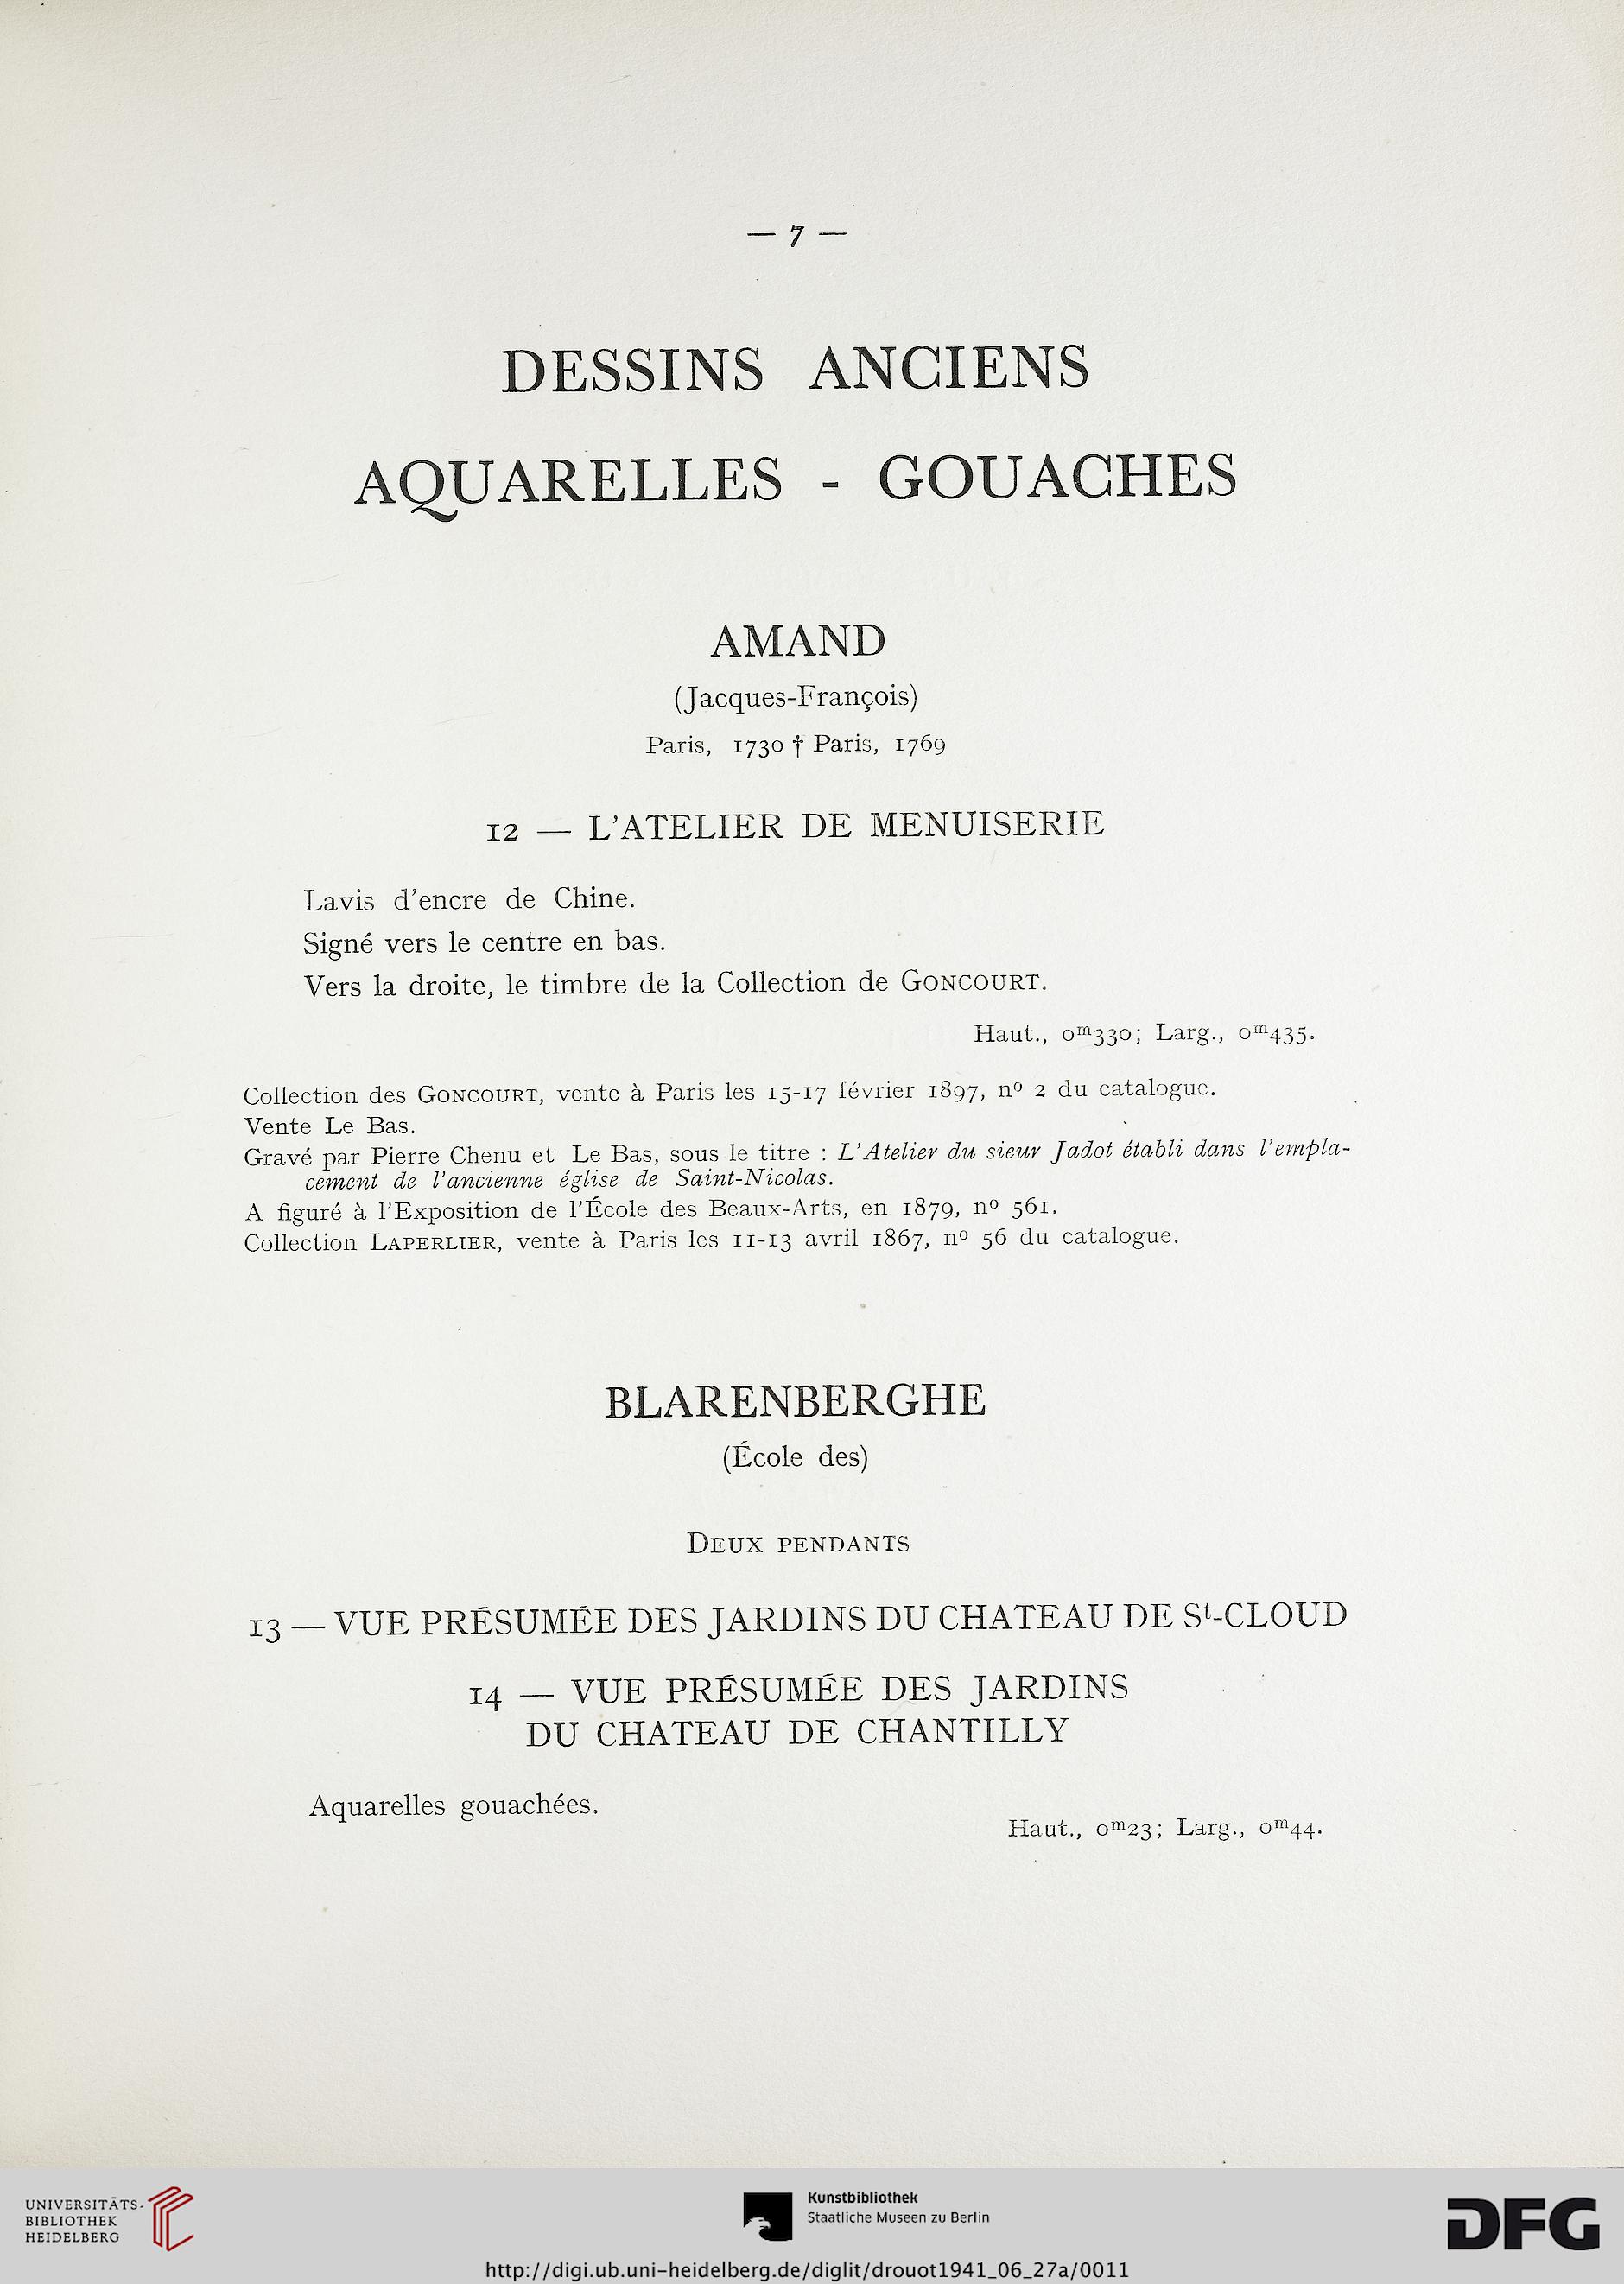 — 7 —
DESSINS ANCIENS
AQUARELLES - GOUACHES
AMAND
(Jacques-François)
Paris, 1730 † Paris, 1769
12 — L'ATELIER DE MENUISERIE
Lavis d'encre de Chine.
Signé vers le centre en bas.
Vers la droite, le timbre de la Collection de GONCOURT.
Haut., 0ᵐ330; Larg., 0ᵐ435.
Collection des GONCOURT, vente à Paris les 15-17 février 1897, nº 2 du catalogue.
Vente Le Bas.
Gravé par Pierre Chenu et Le Bas, sous le titre : L'Atelier du sieur Jadot établi dans l'empla-
cement de l'ancienne église de Saint-Nicolas.
A figuré à l'Exposition de l'École des Beaux-Arts, en 1879, nº 561.
Collection LAPERLIER, vente à Paris les 11-13 avril 1867, nº 56 du catalogue.
BLARENBERGHE
(École des)
DEUX PENDANTS
13 — VUE PRÉSUMÉE DES JARDINS DU CHATEAU DE Sᵗ-CLOUD
14 — VUE PRÉSUMÉE DES JARDINS
DU CHATEAU DE CHANTILLY
Aquarelles gouachées.
Haut., 0ᵐ23; Larg., 0ᵐ44.
UNIVERSITÄTS-
BIBLIOTHEK
HEIDELBERG
Kunstbibliothek
Staatliche Museen zu Berlin
DFG
http://digi.ub.uni-heidelberg.de/diglit/drouot1941_06_27a/0011